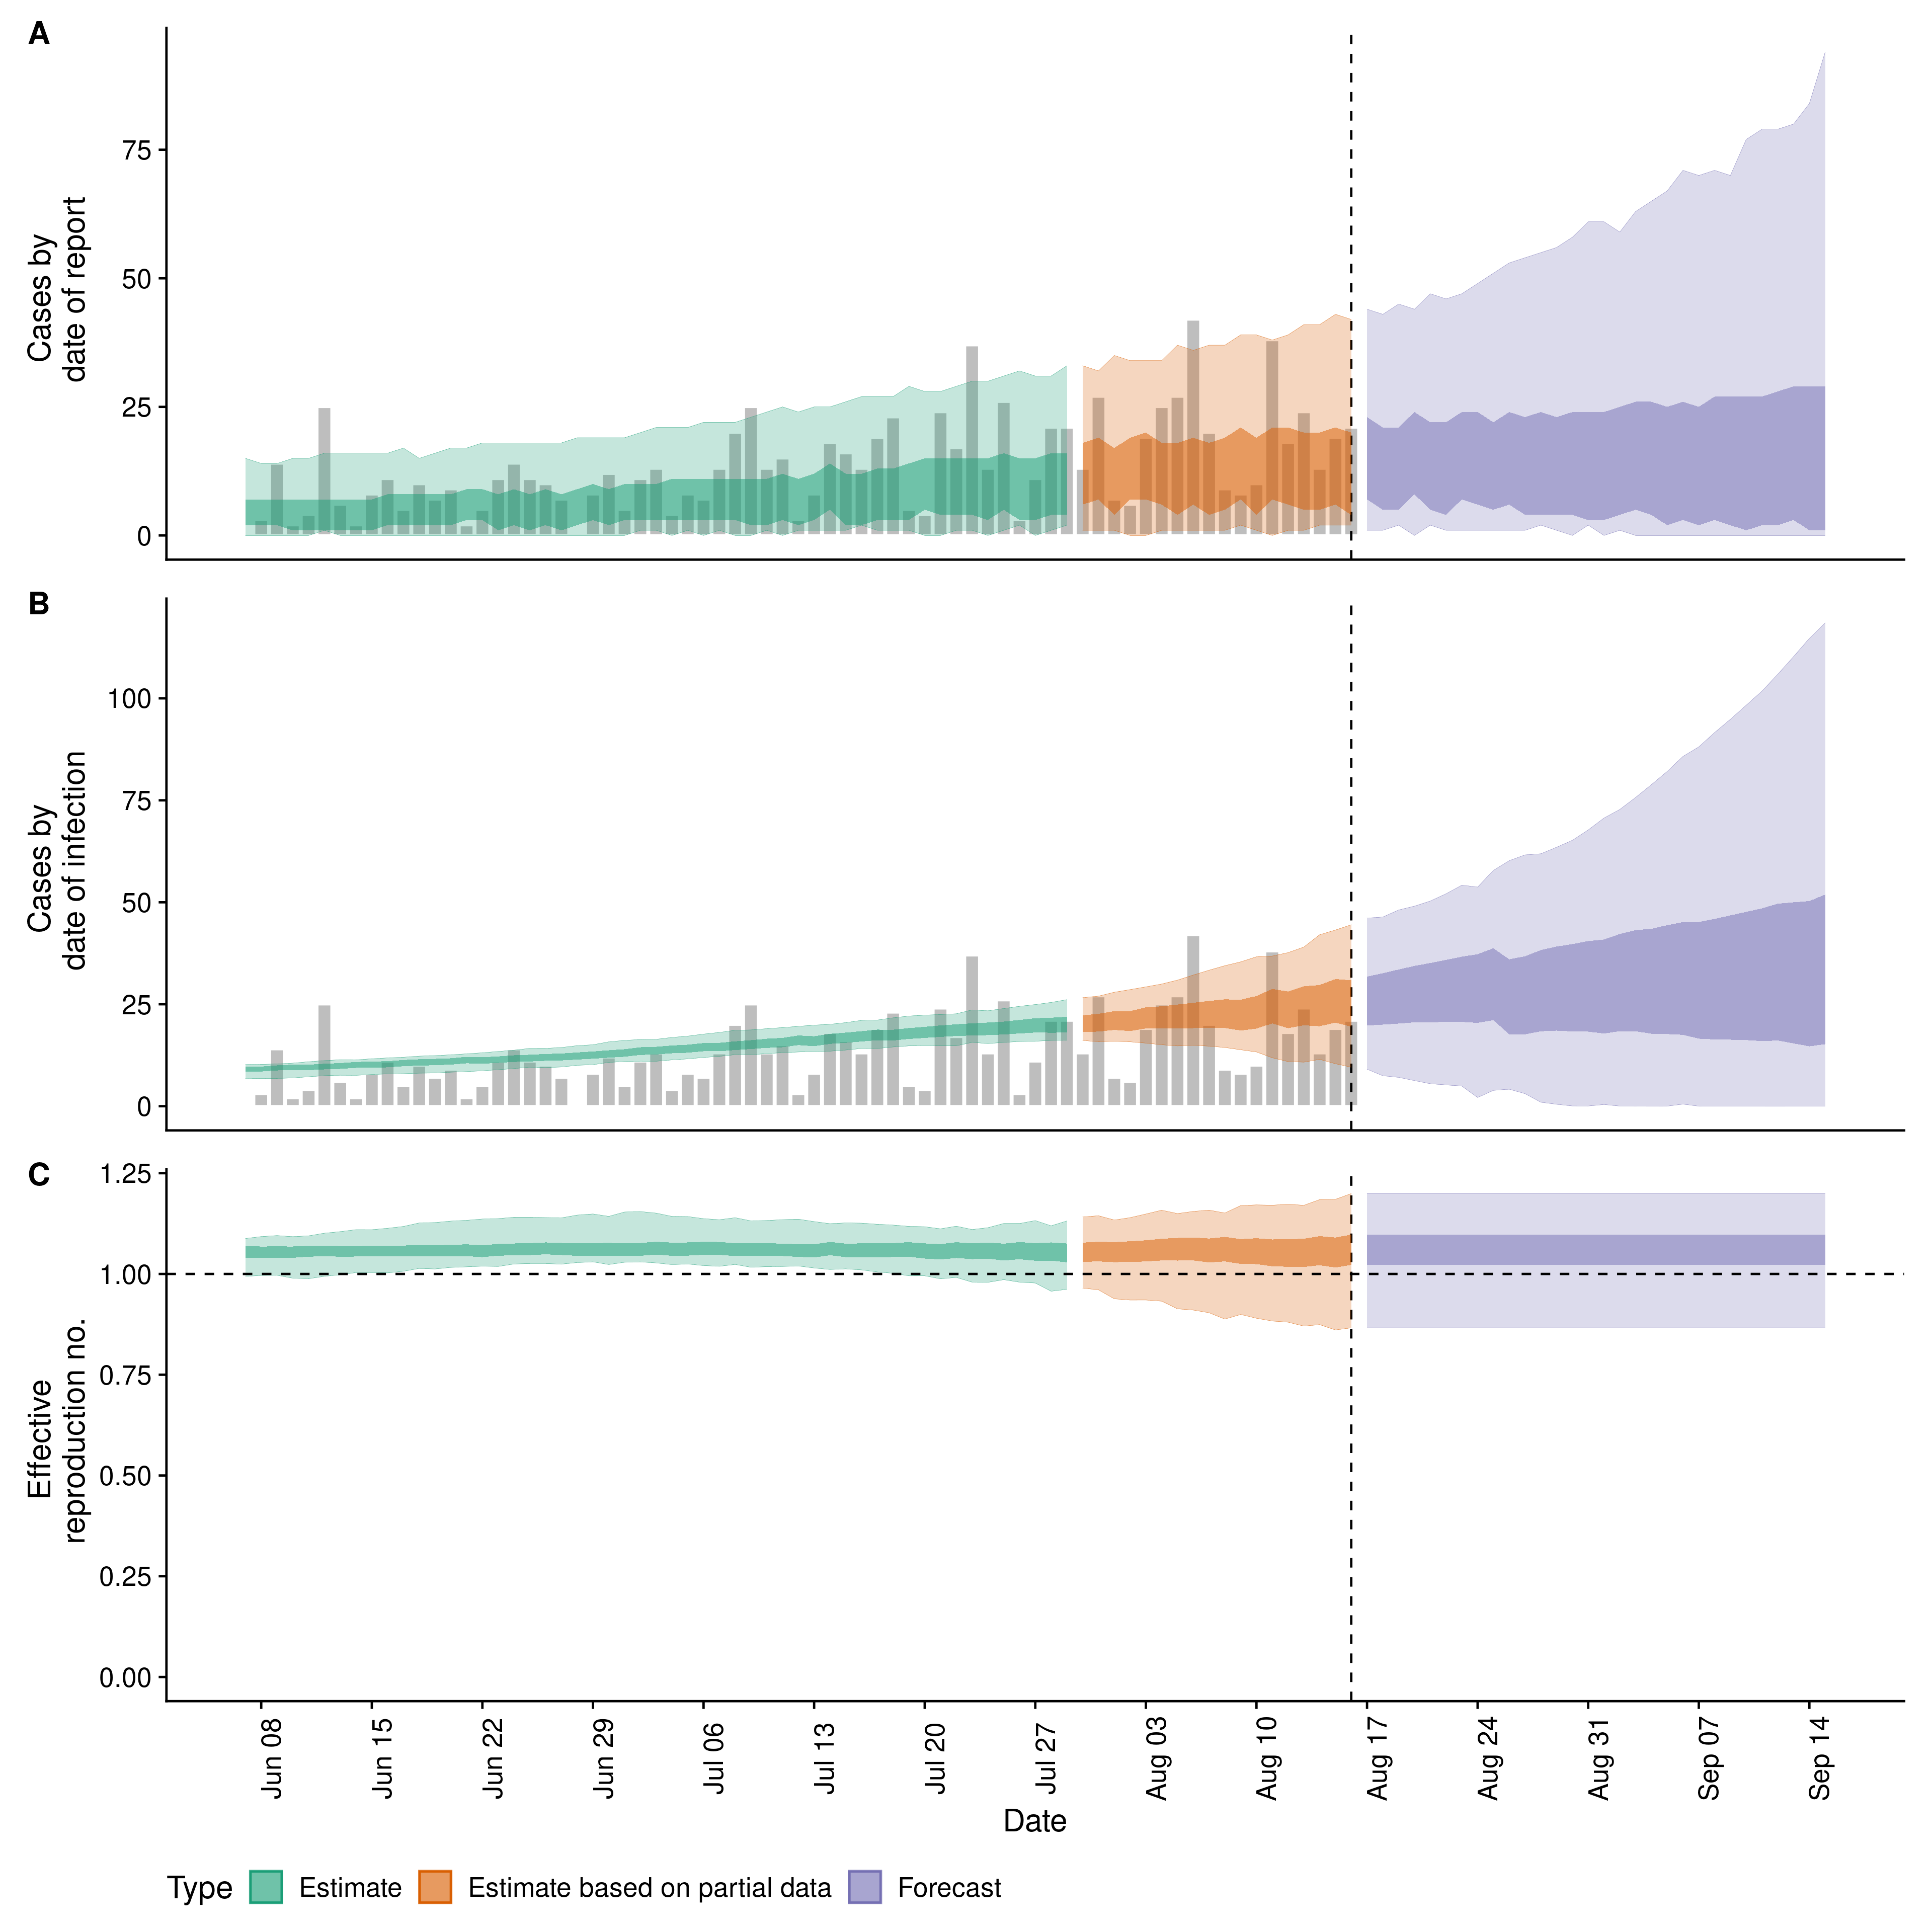 A
Cases by
date of report
75
50
25
0
B
Cases by
date of infection
100
75
50
25
0
C
Effective
reproduction no.
1.25
1.00
0.75
0.50
0.25
0.00
Jun 08
Jun 15
Jun 22
Jun 29
Jul 06
Jul 13
Jul 20
Jul 27
Aug 03
Aug 10
Aug 17
Aug 24
Aug 31
Sep 07
Sep 14
Date
Type Estimate Estimate based on partial data Forecast